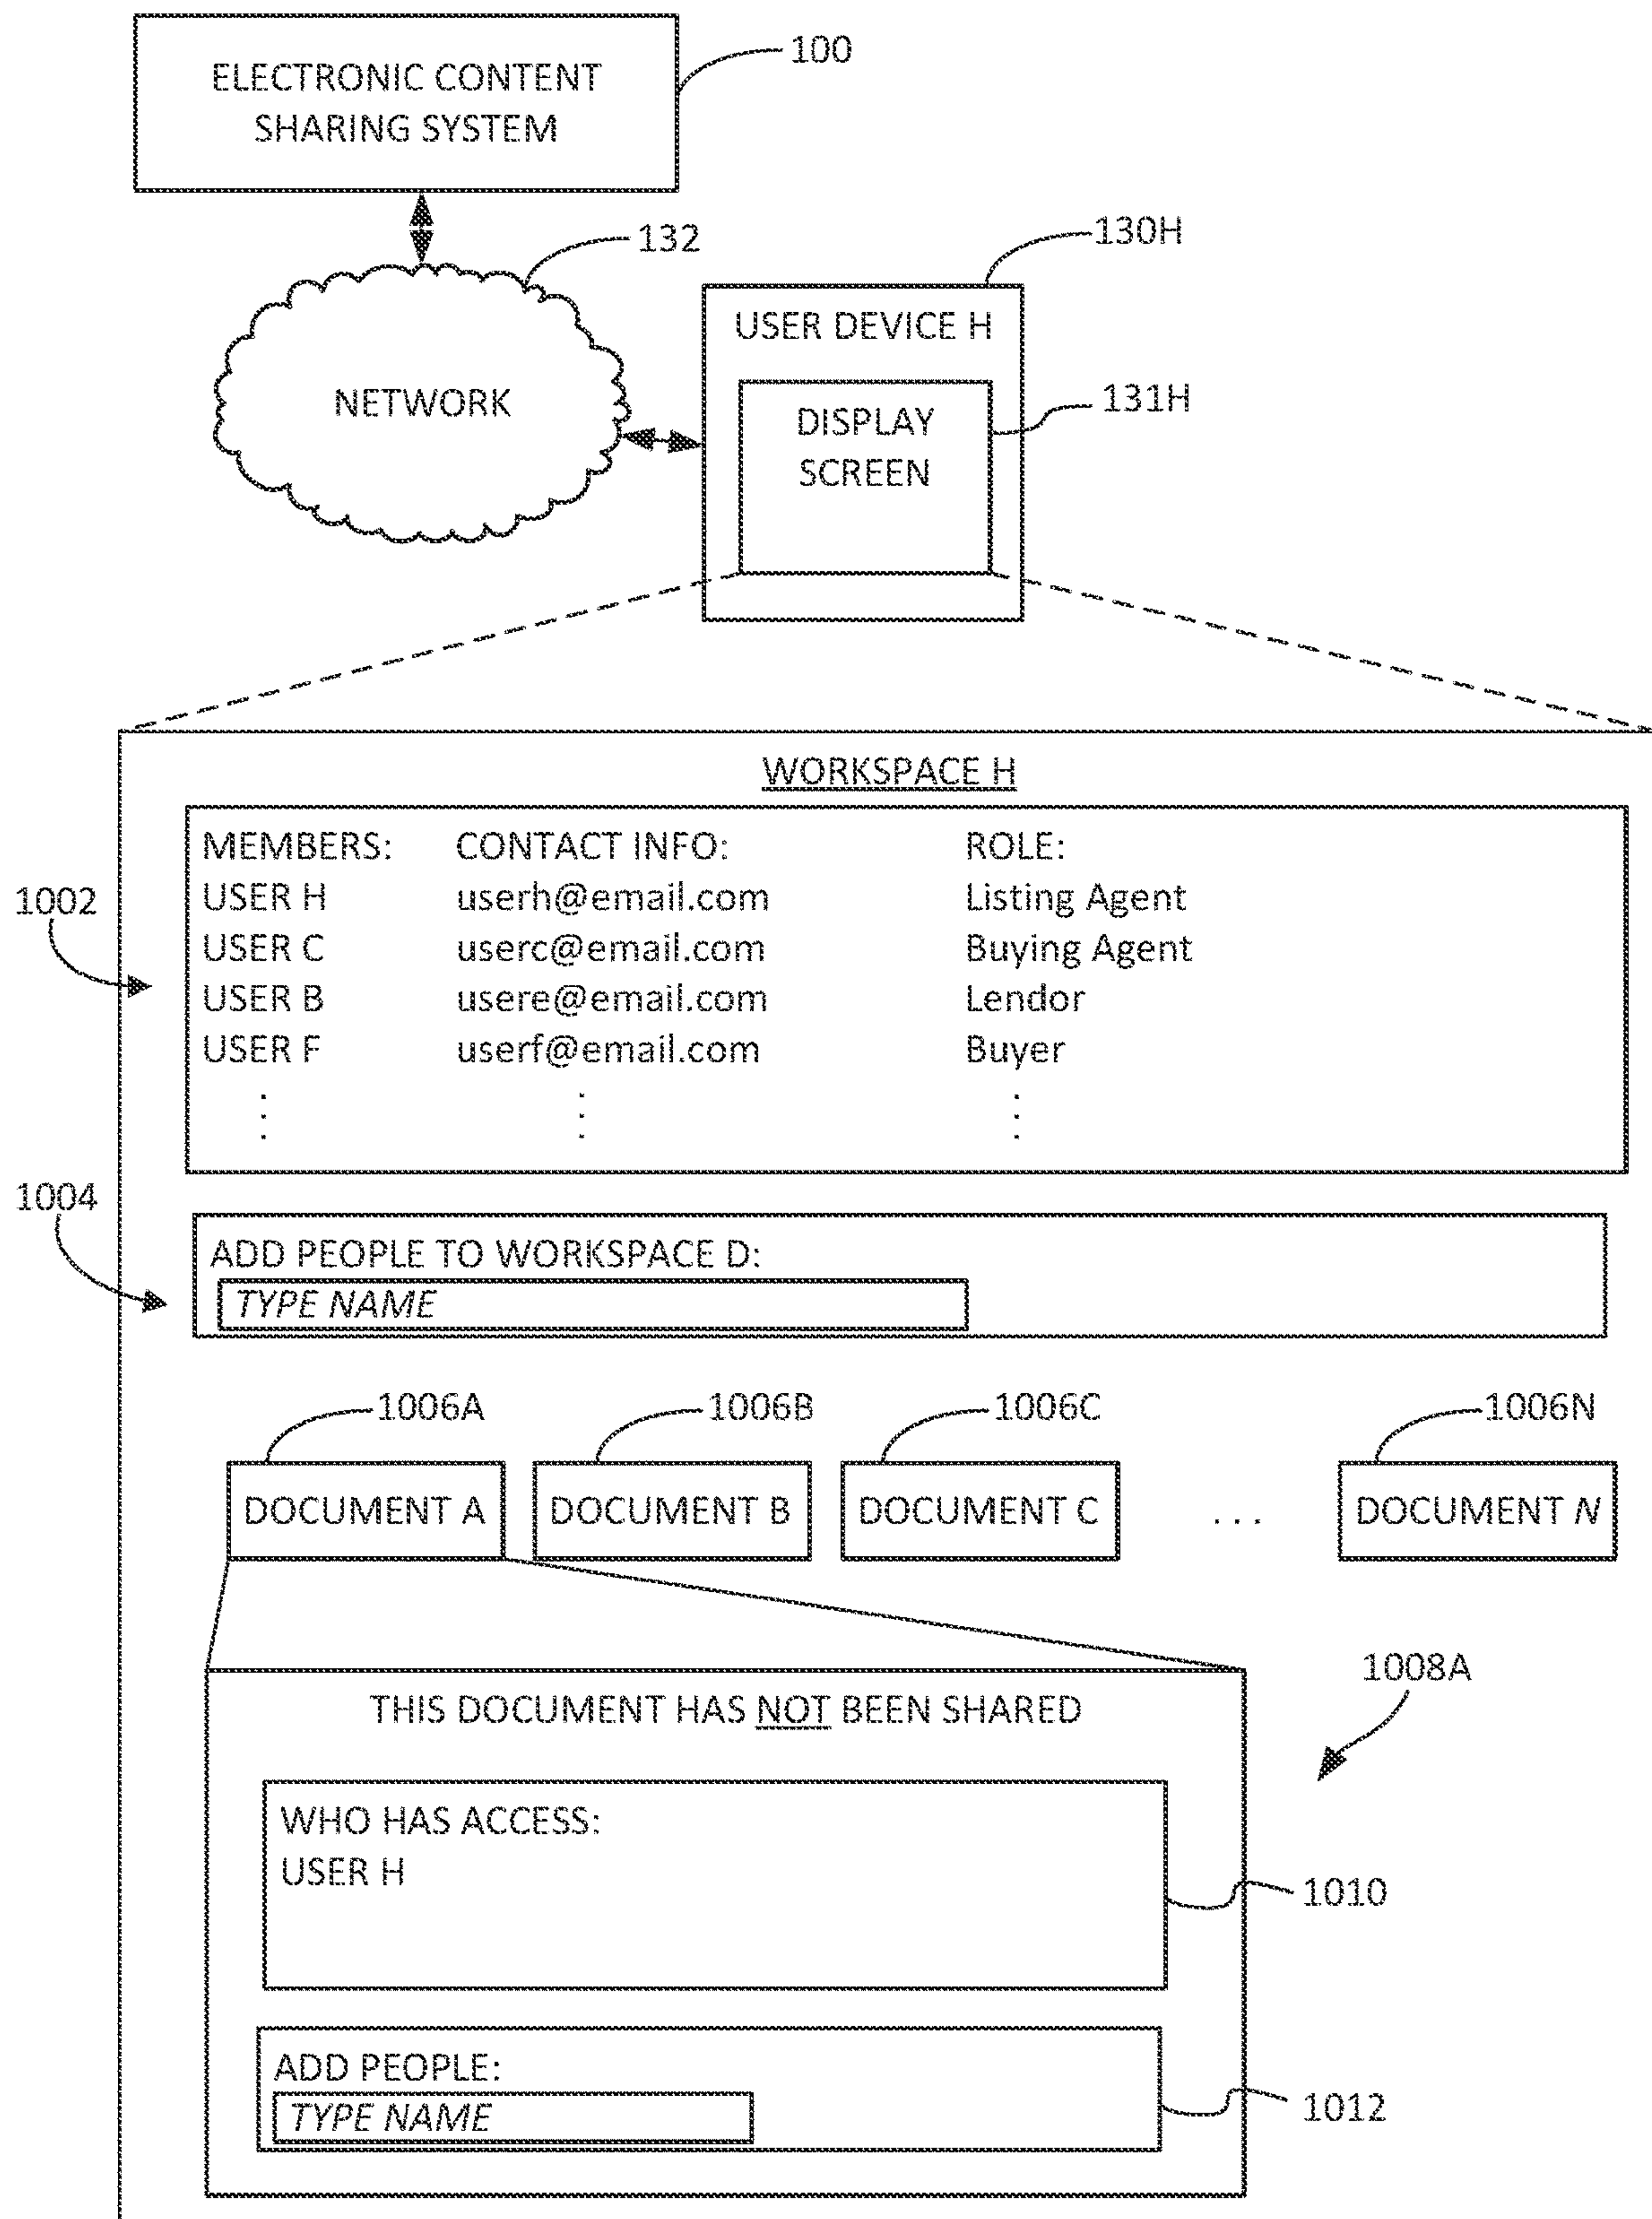 ELECTRONIC CONTENT
SHARING SYSTEM
100
132
130H
USER DEVICE H
NETWORK
131H
DISPLAY
SCREEN
WORKSPACE H
MEMBERS: CONTACT INFO: ROLE:
1002
USER H userh@email.com Listing Agent
USER C userc@email.com Buying Agent
USER B usere@email.com Lendor
USER F userf@email.com Buyer
1004
ADD PEOPLE TO WORKSPACE D:
TYPE NAME
1006A 1006B 1006C 1006N
DOCUMENT A DOCUMENT B DOCUMENT C ... DOCUMENT N
1008A
THIS DOCUMENT HAS NOT BEEN SHARED
WHO HAS ACCESS:
USER H
1010
ADD PEOPLE:
TYPE NAME
1012